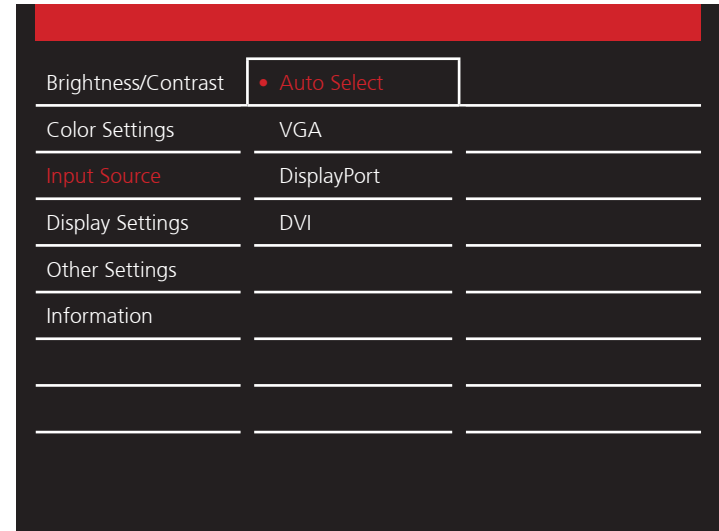 Brightness/Contrast • Auto Select
Color Settings VGA
Input Source DisplayPort
Display Settings DVI
Other Settings
Information